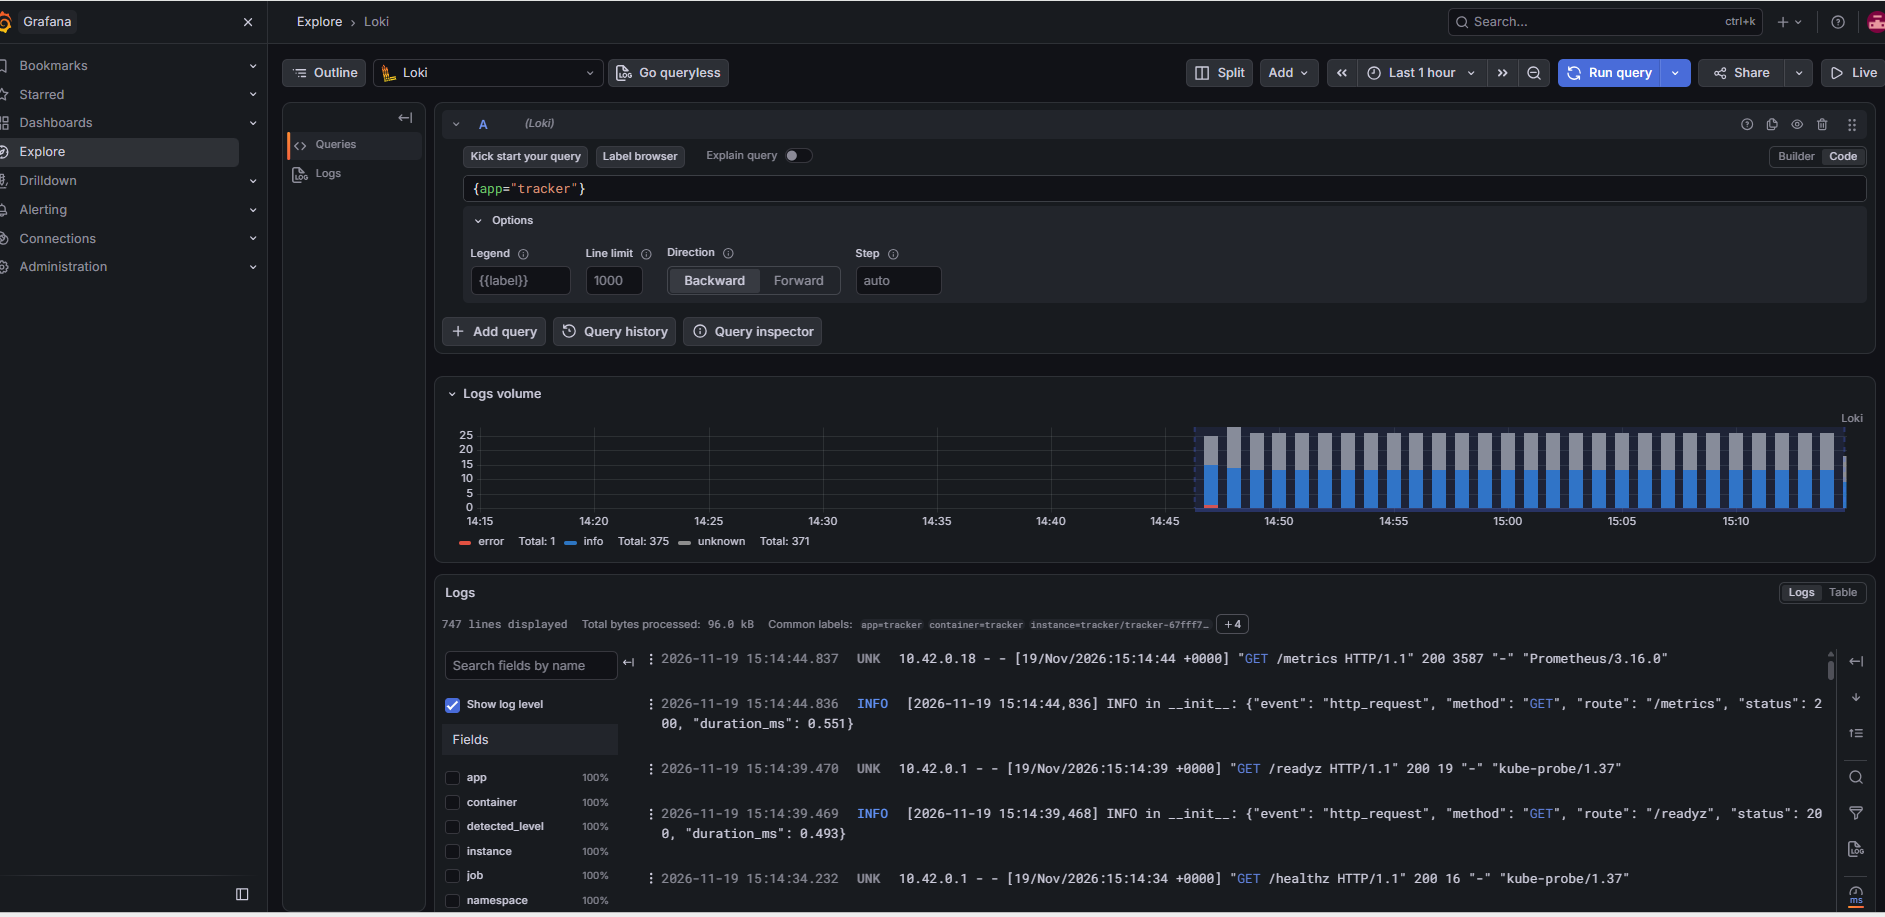 Grafana
Explore › Loki
Search...
ctrl+k
Bookmarks
Starred
Dashboards
Explore
Drilldown
Alerting
Connections
Administration
Outline
Loki
Go queryless
Split
Add
Last 1 hour
Run query
Share
Live
Queries
Logs
A (Loki)
Kick start your query
Label browser
Explain query
Builder
Code
{app="tracker"}
Options
Legend
Line limit
Direction
Step
{{label}}
1000
Backward
Forward
auto
+ Add query
Query history
Query inspector
Logs volume
Loki
25
20
15
10
5
0
14:15 14:20 14:25 14:30 14:35 14:40 14:45 14:50 14:55 15:00 15:05 15:10
error Total: 1 info Total: 375 unknown Total: 371
Logs
Logs
Table
747 lines displayed Total bytes processed: 96.0 kB Common labels: app=tracker container=tracker instance=tracker/tracker-67fff7… +4
Search fields by name
Show log level
Fields
app 100%
container 100%
detected_level 100%
instance 100%
job 100%
namespace 100%
2026-11-19 15:14:44.837 UNK 10.42.0.18 - - [19/Nov/2026:15:14:44 +0000] "GET /metrics HTTP/1.1" 200 3587 "-" "Prometheus/3.16.0"
2026-11-19 15:14:44.836 INFO [2026-11-19 15:14:44,836] INFO in __init__: {"event": "http_request", "method": "GET", "route": "/metrics", "status": 2
00, "duration_ms": 0.551}
2026-11-19 15:14:39.470 UNK 10.42.0.1 - - [19/Nov/2026:15:14:39 +0000] "GET /readyz HTTP/1.1" 200 19 "-" "kube-probe/1.37"
2026-11-19 15:14:39.469 INFO [2026-11-19 15:14:39,468] INFO in __init__: {"event": "http_request", "method": "GET", "route": "/readyz", "status": 20
0, "duration_ms": 0.493}
2026-11-19 15:14:34.232 UNK 10.42.0.1 - - [19/Nov/2026:15:14:34 +0000] "GET /healthz HTTP/1.1" 200 16 "-" "kube-probe/1.37"
LOG
ms